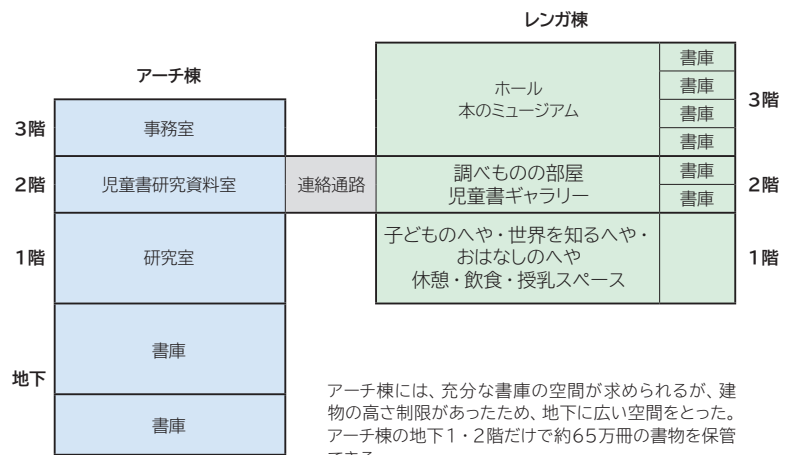 レンガ棟
アーチ棟
3階
事務室
2階
児童書研究資料室
連絡通路
1階
研究室
地下
書庫
書庫
ホール
本のミュージアム
書庫
書庫
書庫
書庫
3階
調べものの部屋
児童書ギャラリー
書庫
書庫
2階
子どものへや・世界を知るへや・
おはなしのへや
休憩・飲食・授乳スペース
1階
アーチ棟には、充分な書庫の空間が求められるが、建
物の高さ制限があったため、地下に広い空間をとった。
アーチ棟の地下1・2階だけで約65万冊の書物を保管